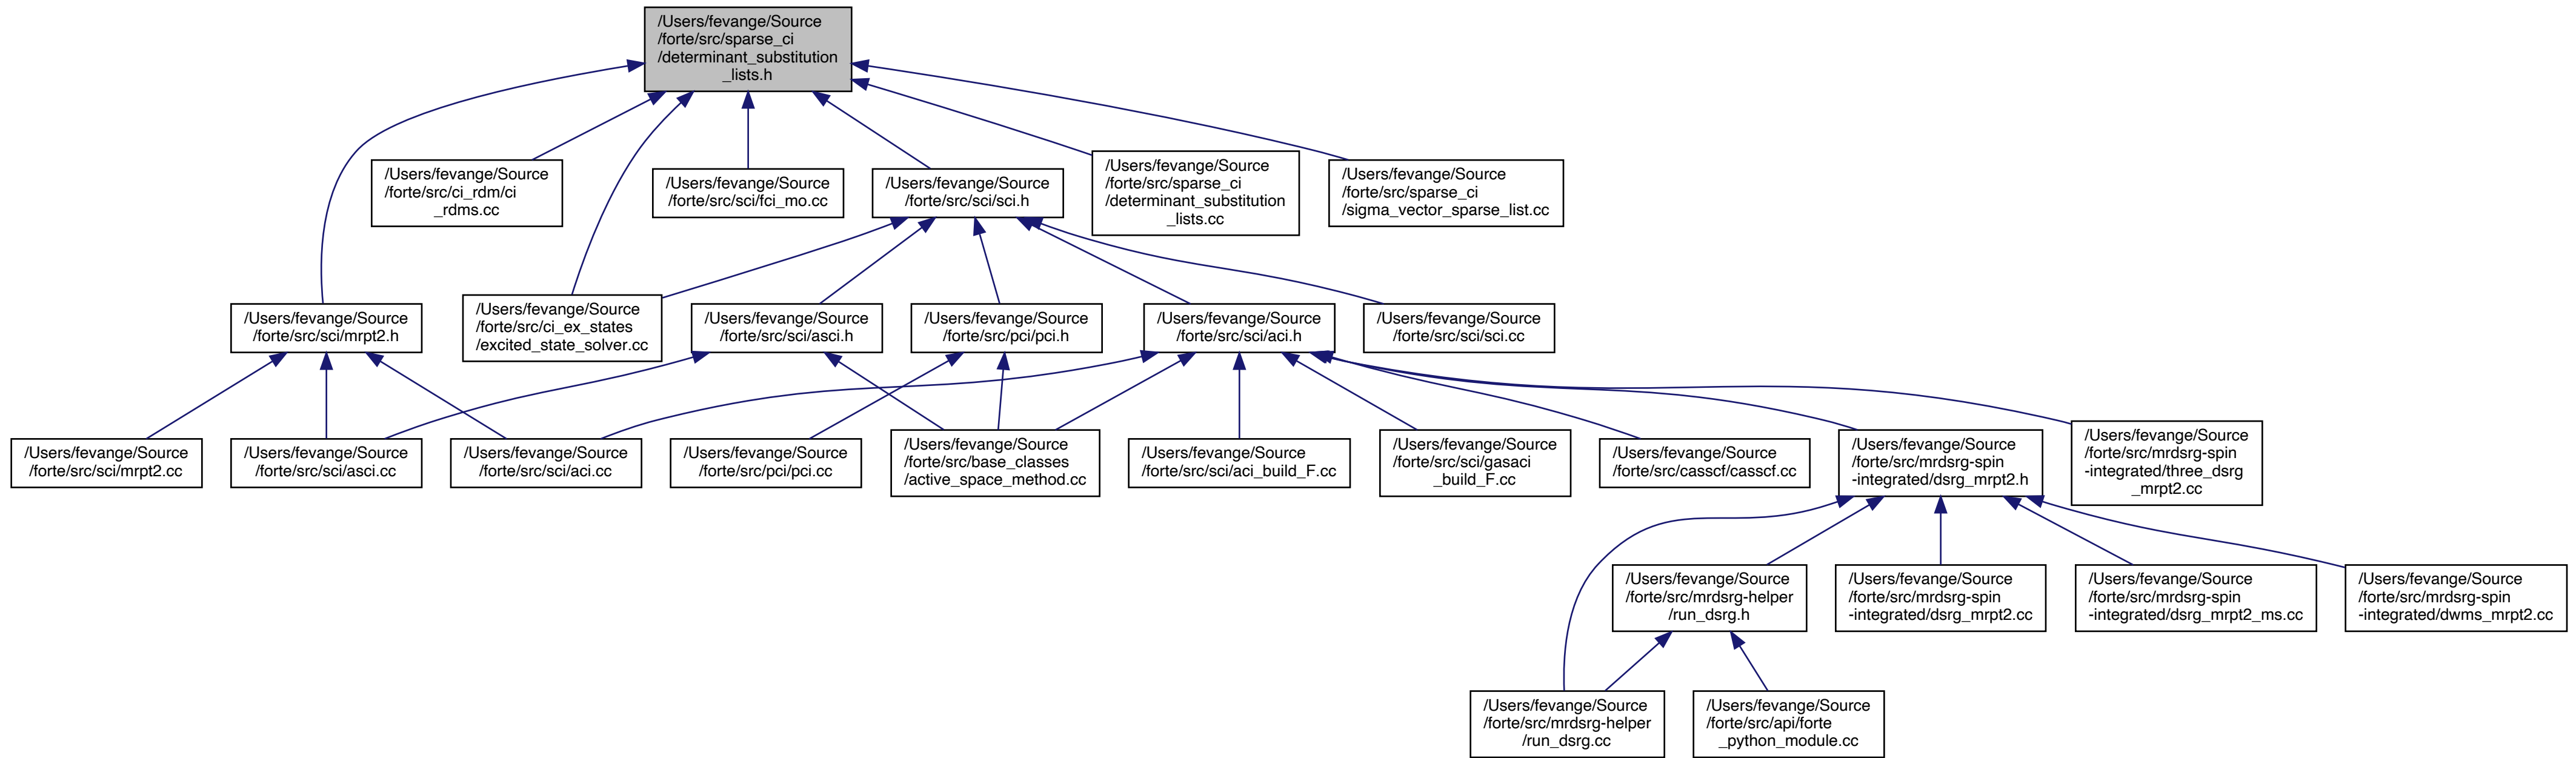 /Users/fevange/Source
/forte/src/sparse_ci
/determinant_substitution
_lists.h
/Users/fevange/Source
/forte/src/ci_rdm/ci
_rdms.cc
/Users/fevange/Source
/forte/src/sci/fci_mo.cc
/Users/fevange/Source
/forte/src/sci/sci.h
/Users/fevange/Source
/forte/src/sparse_ci
/determinant_substitution
_lists.cc
/Users/fevange/Source
/forte/src/sparse_ci
/sigma_vector_sparse_list.cc
/Users/fevange/Source
/forte/src/sci/mrpt2.h
/Users/fevange/Source
/forte/src/ci_ex_states
/excited_state_solver.cc
/Users/fevange/Source
/forte/src/sci/asci.h
/Users/fevange/Source
/forte/src/pci/pci.h
/Users/fevange/Source
/forte/src/sci/aci.h
/Users/fevange/Source
/forte/src/sci/sci.cc
/Users/fevange/Source
/forte/src/sci/mrpt2.cc
/Users/fevange/Source
/forte/src/sci/asci.cc
/Users/fevange/Source
/forte/src/sci/aci.cc
/Users/fevange/Source
/forte/src/pci/pci.cc
/Users/fevange/Source
/forte/src/base_classes
/active_space_method.cc
/Users/fevange/Source
/forte/src/sci/aci_build_F.cc
/Users/fevange/Source
/forte/src/sci/gasaci
_build_F.cc
/Users/fevange/Source
/forte/src/casscf/casscf.cc
/Users/fevange/Source
/forte/src/mrdsrg-spin
-integrated/dsrg_mrpt2.h
/Users/fevange/Source
/forte/src/mrdsrg-spin
-integrated/three_dsrg
_mrpt2.cc
/Users/fevange/Source
/forte/src/mrdsrg-helper
/run_dsrg.h
/Users/fevange/Source
/forte/src/mrdsrg-spin
-integrated/dsrg_mrpt2.cc
/Users/fevange/Source
/forte/src/mrdsrg-spin
-integrated/dsrg_mrpt2_ms.cc
/Users/fevange/Source
/forte/src/mrdsrg-spin
-integrated/dwms_mrpt2.cc
/Users/fevange/Source
/forte/src/mrdsrg-helper
/run_dsrg.cc
/Users/fevange/Source
/forte/src/api/forte
_python_module.cc